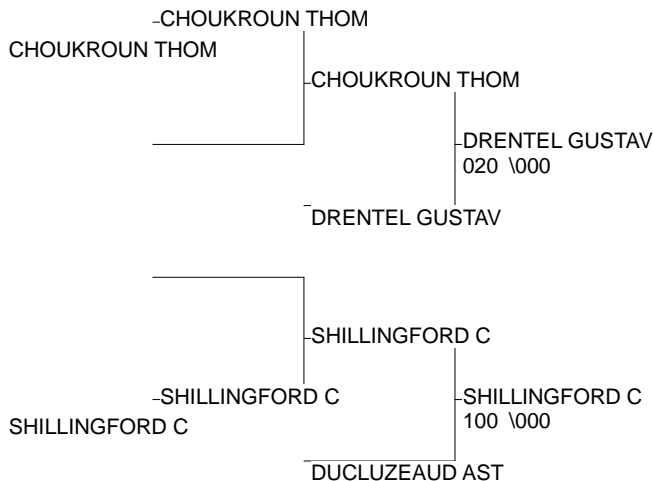 CHOUKROUN THOM
CHOUKROUN THOM
CHOUKROUN THOM
DRENTEL GUSTAV
020 \000
DRENTEL GUSTAV
SHILLINGFORD C
SHILLINGFORD C
SHILLINGFORD C
SHILLINGFORD C
100 \000
DUCLUZEAUD AST